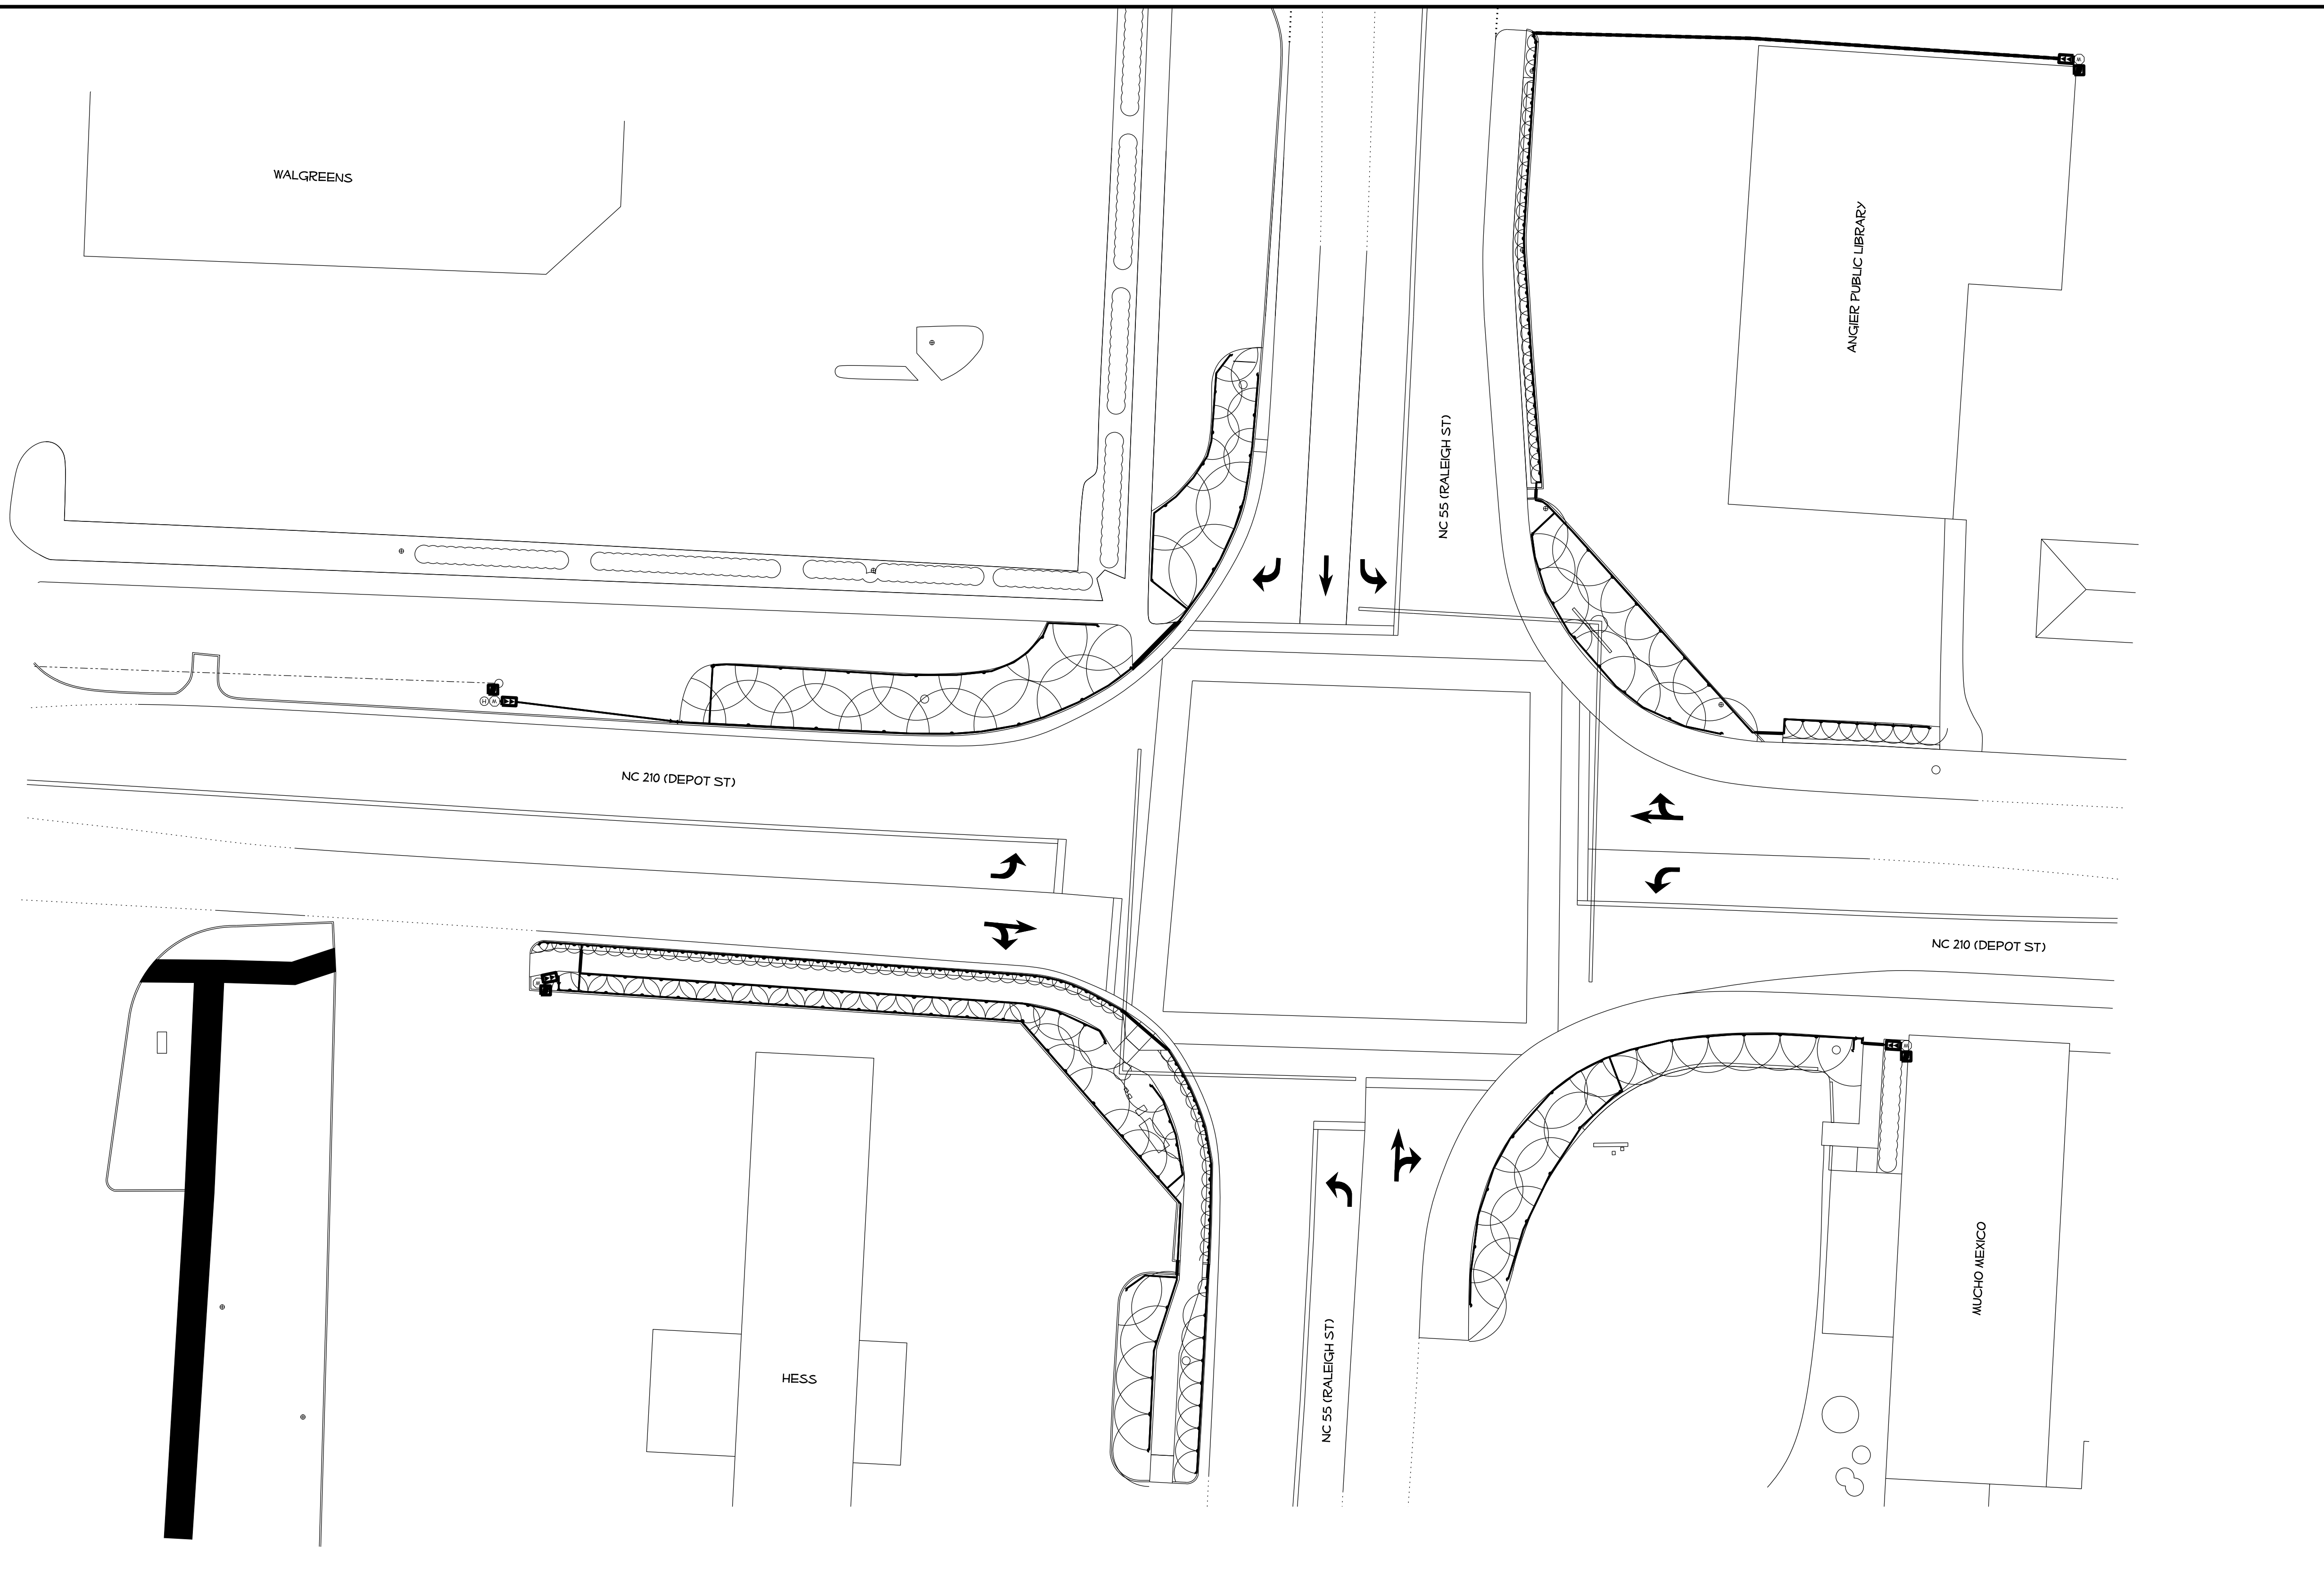 WALGREENS
ANGIER PUBLIC LIBRARY
NC 55 (RALEIGH ST)
NC 210 (DEPOT ST)
NC 210 (DEPOT ST)
MUCHO MEXICO
HESS
NC 55 (RALEIGH ST)
H